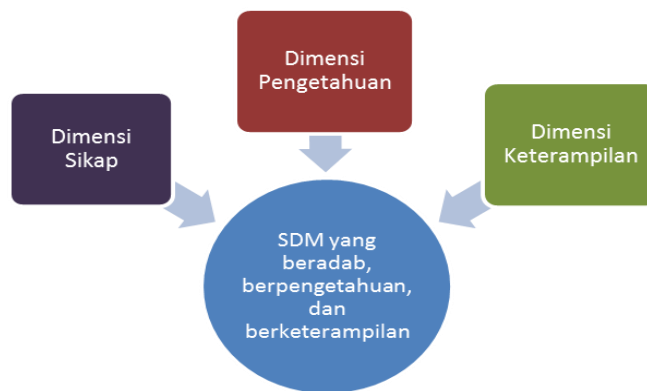 Dimensi
Pengetahuan
Dimensi
Sikap
Dimensi
Keterampilan
SDM yang
beradab,
berpengetahuan,
dan
berketerampilan